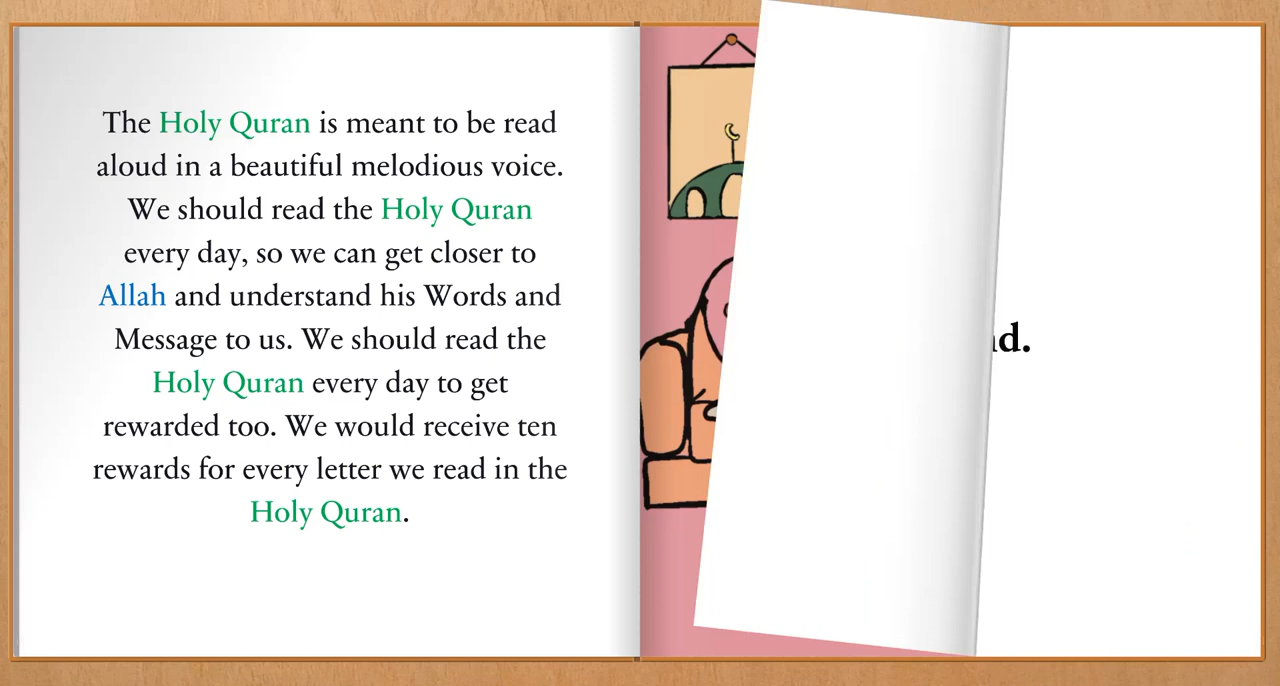 The Holy Quran is meant to be read
aloud in a beautiful melodious voice.
We should read the Holy Quran
every day, so we can get closer to
Allah and understand his Words and
Message to us. We should read the
Holy Quran every day to get
rewarded too. We would receive ten
rewards for every letter we read in the
Holy Quran.